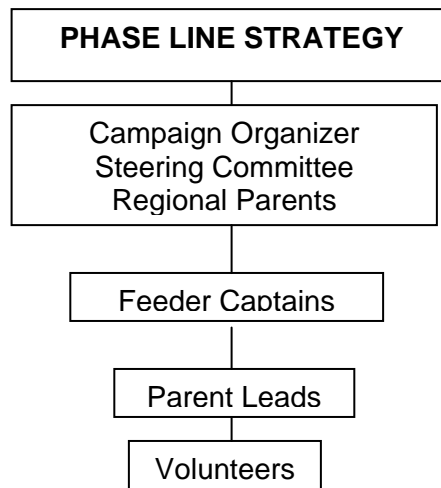 PHASE LINE STRATEGY
Campaign Organizer
Steering Committee
Regional Parents
Feeder Captains
Parent Leads
Volunteers